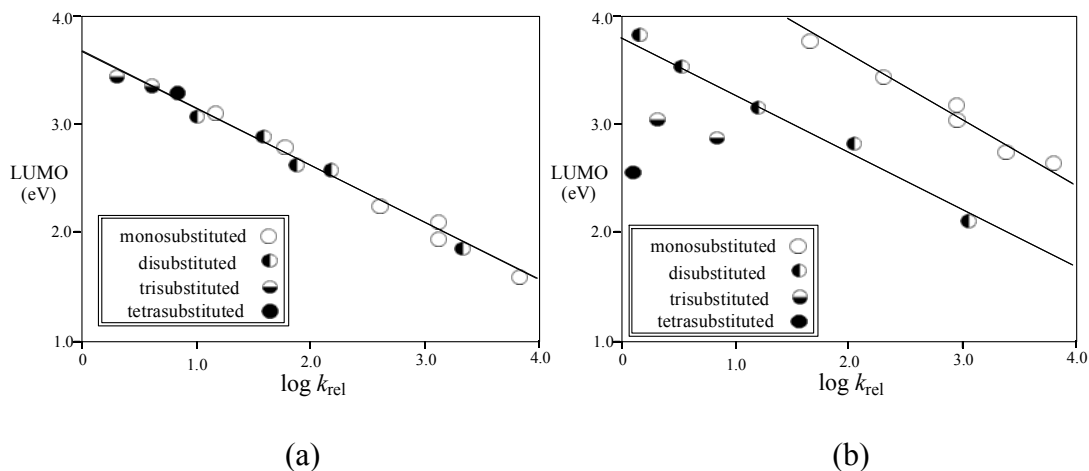 4.0
3.0
LUMO
(eV)
2.0
1.0
monosubstituted
disubstituted
trisubstituted
tetrasubstituted
0
1.0
2.0
3.0
4.0
log krel
(a)
4.0
3.0
LUMO
(eV)
2.0
1.0
monosubstituted
disubstituted
trisubstituted
tetrasubstituted
0
1.0
2.0
3.0
4.0
log krel
(b)